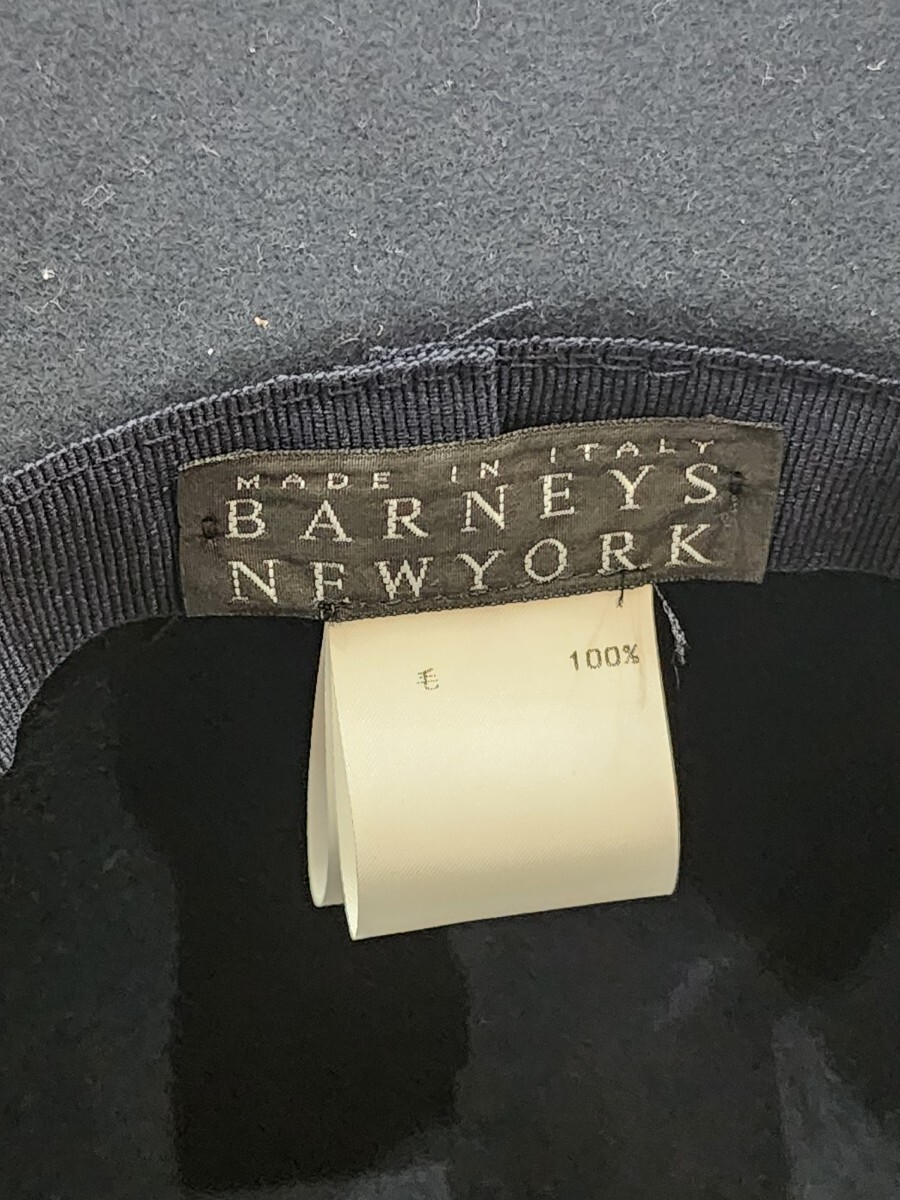 MADE IN ITALY
BARNEYS
NEWYORK
毛 100%